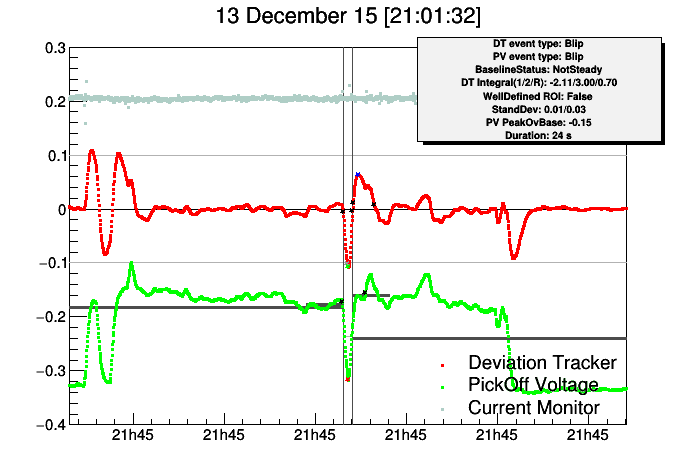 13 December 15 [21:01:32]
DT event type: Blip
PV event type: Blip
BaselineStatus: NotSteady
DT Integral(1/2/R): -2.11/3.00/0.70
WellDefined ROI: False
StandDev: 0.01/0.03
PV PeakOvBase: -0.15
Duration: 24 s
0.3
0.2
0.1
0
−0.1
−0.2
−0.3
−0.4
Deviation Tracker
PickOff Voltage
Current Monitor
21h45 21h45 21h45 21h45 21h45 21h45